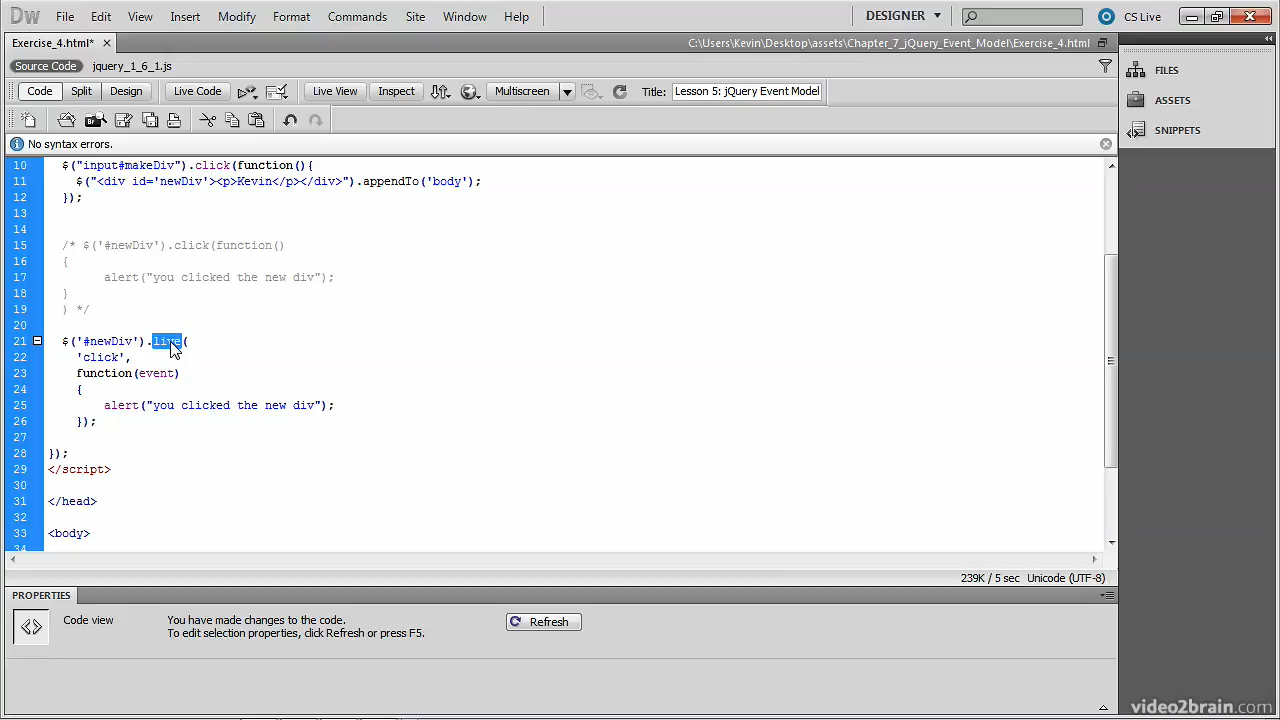 Dw File Edit View Insert Modify Format Commands Site Window Help DESIGNER CS Live
Exercise_4.html* C:\Users\Kevin\Desktop\assets\Chapter_7_jQuery_Event_Model\Exercise_4.html
Source Code jquery_1_6_1.js
Code Split Design Live Code Live View Inspect Multiscreen Title: Lesson 5: jQuery Event Model
No syntax errors.
10 $("input#makeDiv").click(function(){
11 $("<div id='newDiv'><p>Kevin</p></div>").appendTo('body');
12 });
13
14
15 /* $('#newDiv').click(function()
16 {
17 alert("you clicked the new div");
18 }
19 ) */
20
21 $('#newDiv').live(
22 'click',
23 function(event)
24 {
25 alert("you clicked the new div");
26 });
27
28 });
29 </script>
30
31 </head>
32
33 <body>
34
239K / 5 sec Unicode (UTF-8)
FILES
ASSETS
SNIPPETS
PROPERTIES
Code view You have made changes to the code. Refresh
To edit selection properties, click Refresh or press F5.
video2brain.com